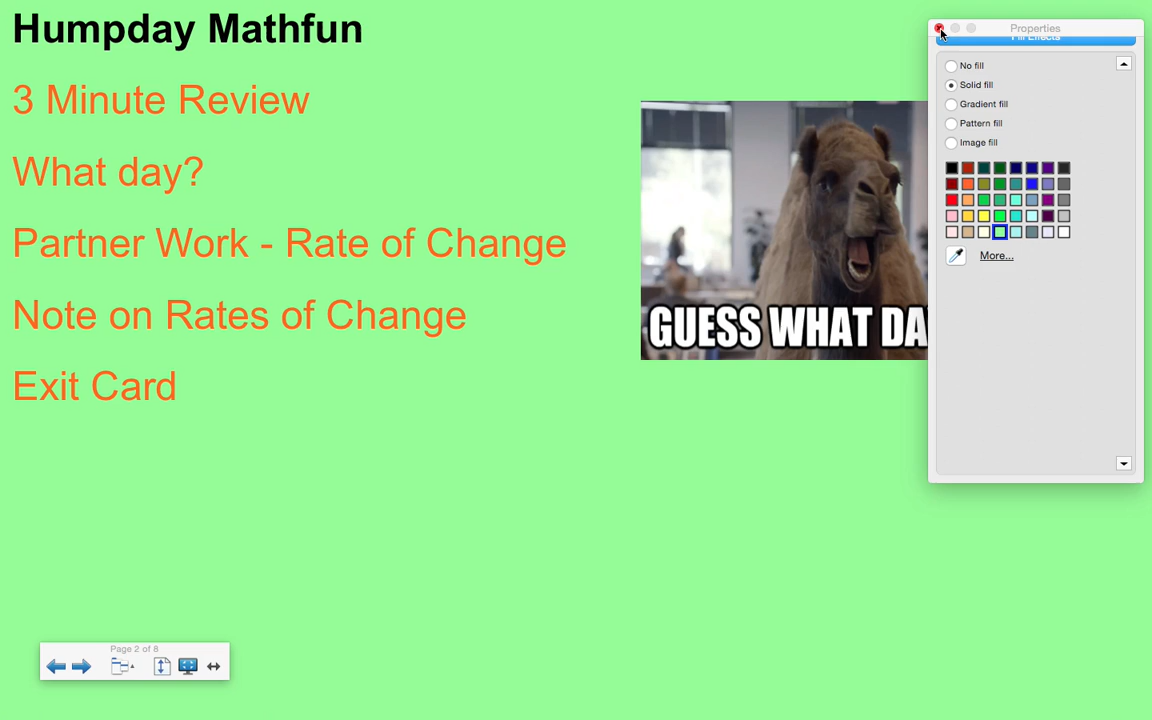 Humpday Mathfun
3 Minute Review
What day?
Partner Work - Rate of Change
Note on Rates of Change
Exit Card
GUESS WHAT DA
Properties
Fill Effects
No fill
Solid fill
Gradient fill
Pattern fill
Image fill
More...
Page 2 of 8